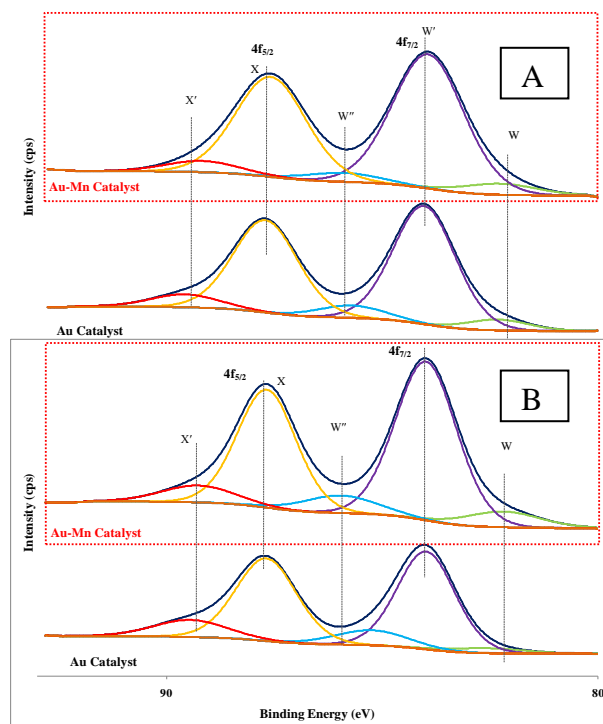 W′
4f5/2
4f7/2
X
A
X′
W″
W
Intensity (cps)
Au-Mn Catalyst
Au Catalyst
4f5/2
4f7/2
X
B
X′
W″
W
Intensity (cps)
Au-Mn Catalyst
Au Catalyst
90
80
Binding Energy (eV)